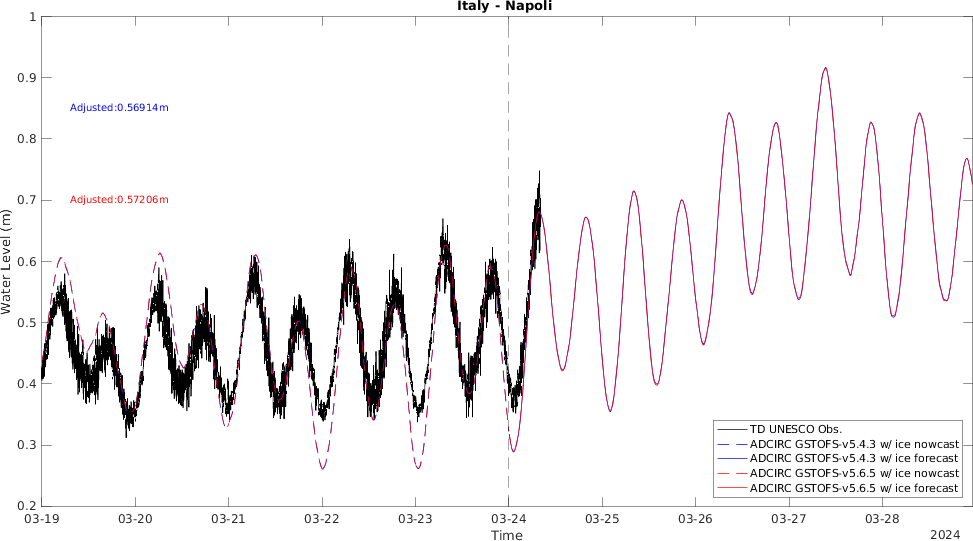 Italy - Napoli
1
0.9
0.8
0.7
0.6
0.5
0.4
0.3
0.2
Water Level (m)
Adjusted:0.56914m
Adjusted:0.57206m
TD UNESCO Obs.
ADCIRC GSTOFS-v5.4.3 w/ ice nowcast
ADCIRC GSTOFS-v5.4.3 w/ ice forecast
ADCIRC GSTOFS-v5.6.5 w/ ice nowcast
ADCIRC GSTOFS-v5.6.5 w/ ice forecast
03-19 03-20 03-21 03-22 03-23 03-24 03-25 03-26 03-27 03-28
Time
2024